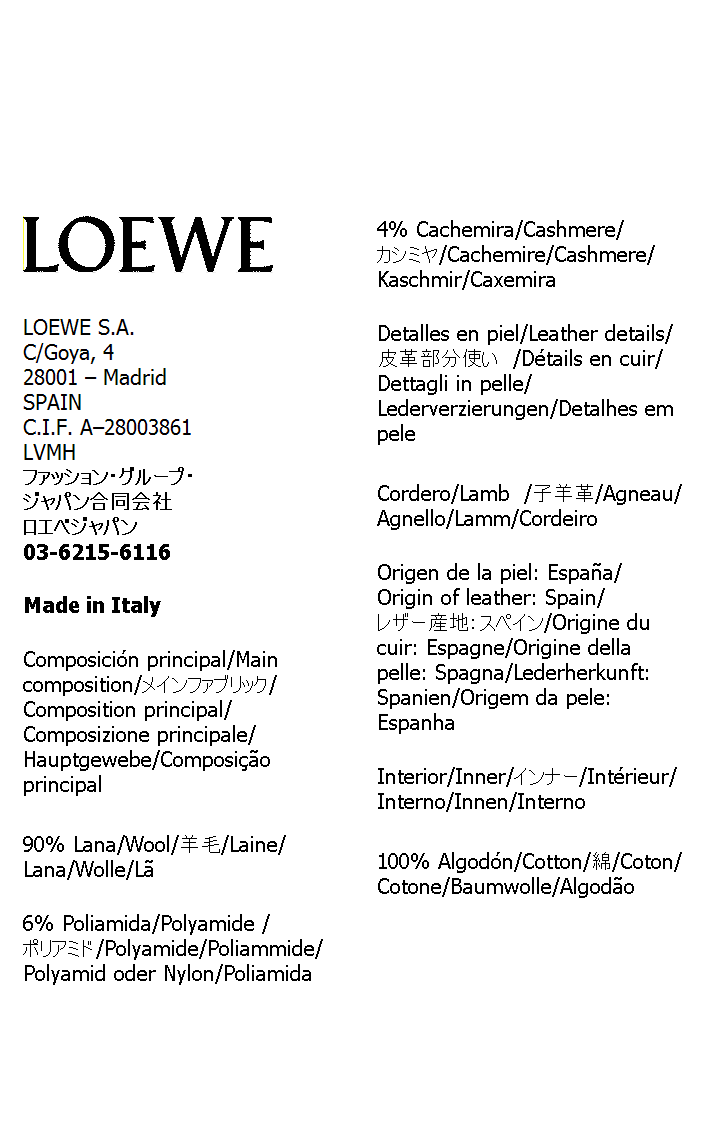 LOEWE
LOEWE S.A.
C/Goya, 4
28001 – Madrid
SPAIN
C.I.F. A–28003861
LVMH
ファッション・グループ・
ジャパン合同会社
ロエベジャパン
03-6215-6116
Made in Italy
Composición principal/Main
composition/メインファブリック/
Composition principal/
Composizione principale/
Hauptgewebe/Composição
principal
90% Lana/Wool/羊毛/Laine/
Lana/Wolle/Lã
6% Poliamida/Polyamide /
ポリアミド/Polyamide/Poliammide/
Polyamid oder Nylon/Poliamida
4% Cachemira/Cashmere/
カシミヤ/Cachemire/Cashmere/
Kaschmir/Caxemira
Detalles en piel/Leather details/
皮革部分使い /Détails en cuir/
Dettagli in pelle/
Lederverzierungen/Detalhes em
pele
Cordero/Lamb /子羊革/Agneau/
Agnello/Lamm/Cordeiro
Origen de la piel: España/
Origin of leather: Spain/
レザー産地：スペイン/Origine du
cuir: Espagne/Origine della
pelle: Spagna/Lederherkunft:
Spanien/Origem da pele:
Espanha
Interior/Inner/インナー/Intérieur/
Interno/Innen/Interno
100% Algodón/Cotton/綿/Coton/
Cotone/Baumwolle/Algodão